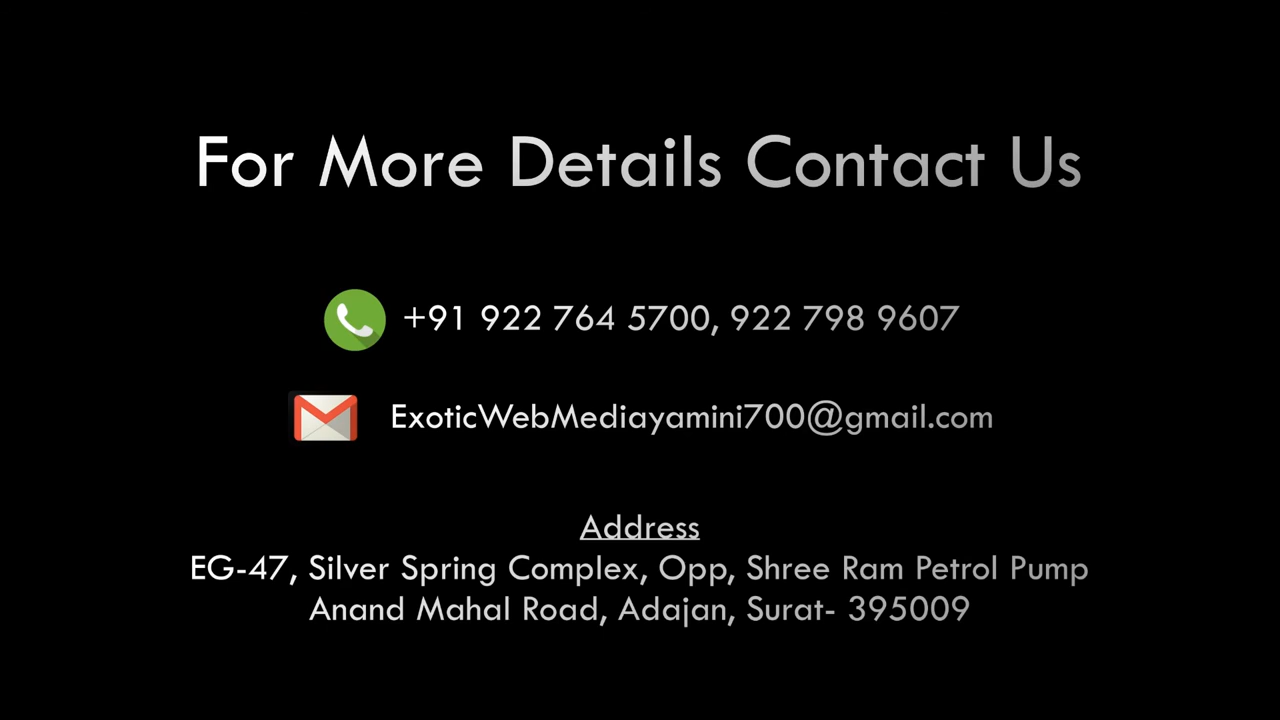 For More Details Contact Us
+91 922 764 5700, 922 798 9607
ExoticWebMediayamini700@gmail.com
Address
EG-47, Silver Spring Complex, Opp, Shree Ram Petrol Pump
Anand Mahal Road, Adajan, Surat- 395009